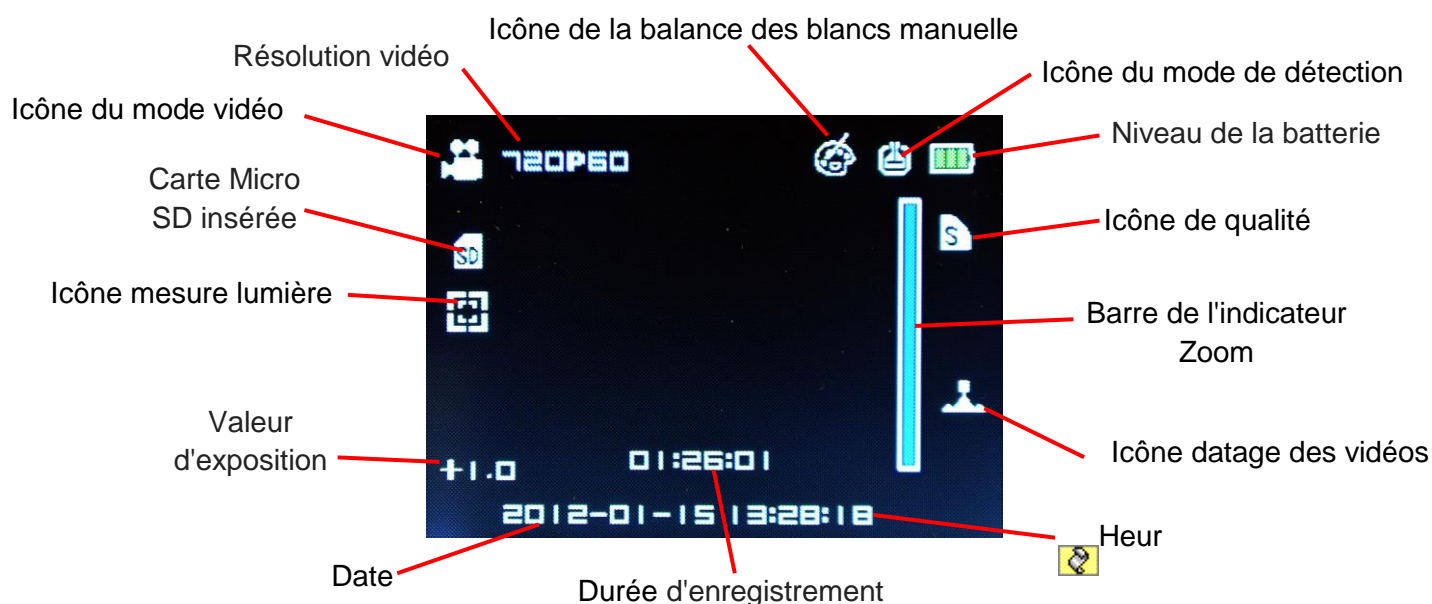 Icône de la balance des blancs manuelle
Résolution vidéo
Icône du mode de détection
Icône du mode vidéo
Niveau de la batterie
720P60
Carte Micro
SD insérée
Icône de qualité
S
SD
Icône mesure lumière
Barre de l'indicateur
Zoom
Valeur
d'exposition
+1.0
01:26:01
Icône datage des vidéos
2012-01-15 13:28:18
Heur
Date
Durée d'enregistrement